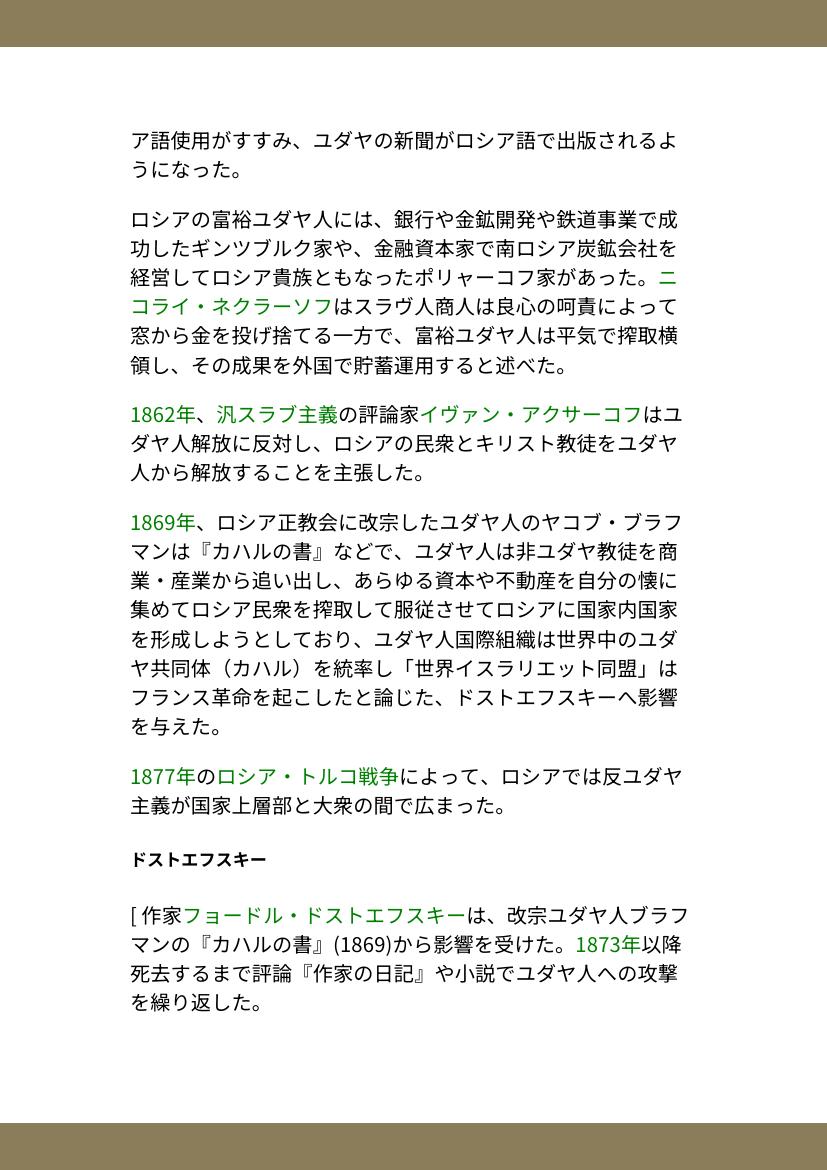 ア語使用がすすみ、ユダヤの新聞がロシア語で出版されるよ
うになった。
ロシアの富裕ユダヤ人には、銀行や金鉱開発や鉄道事業で成
功したギンツブルク家や、金融資本家で南ロシア炭鉱会社を
経営してロシア貴族ともなったポリャーコフ家があった。ニ
コライ・ネクラーソフはスラヴ人商人は良心の呵責によって
窓から金を投げ捨てる一方で、富裕ユダヤ人は平気で搾取横
領し、その成果を外国で貯蓄運用すると述べた。
1862年、汎スラブ主義の評論家イヴァン・アクサーコフはユ
ダヤ人解放に反対し、ロシアの民衆とキリスト教徒をユダヤ
人から解放することを主張した。
1869年、ロシア正教会に改宗したユダヤ人のヤコブ・ブラフ
マンは『カハルの書』などで、ユダヤ人は非ユダヤ教徒を商
業・産業から追い出し、あらゆる資本や不動産を自分の懐に
集めてロシア民衆を搾取して服従させてロシアに国家内国家
を形成しようとしており、ユダヤ人国際組織は世界中のユダ
ヤ共同体（カハル）を統率し「世界イスラリエット同盟」は
フランス革命を起こしたと論じた、ドストエフスキーへ影響
を与えた。
1877年のロシア・トルコ戦争によって、ロシアでは反ユダヤ
主義が国家上層部と大衆の間で広まった。
ドストエフスキー
[ 作家フョードル・ドストエフスキーは、改宗ユダヤ人ブラフ
マンの『カハルの書』(1869)から影響を受けた。1873年以降
死去するまで評論『作家の日記』や小説でユダヤ人への攻撃
を繰り返した。